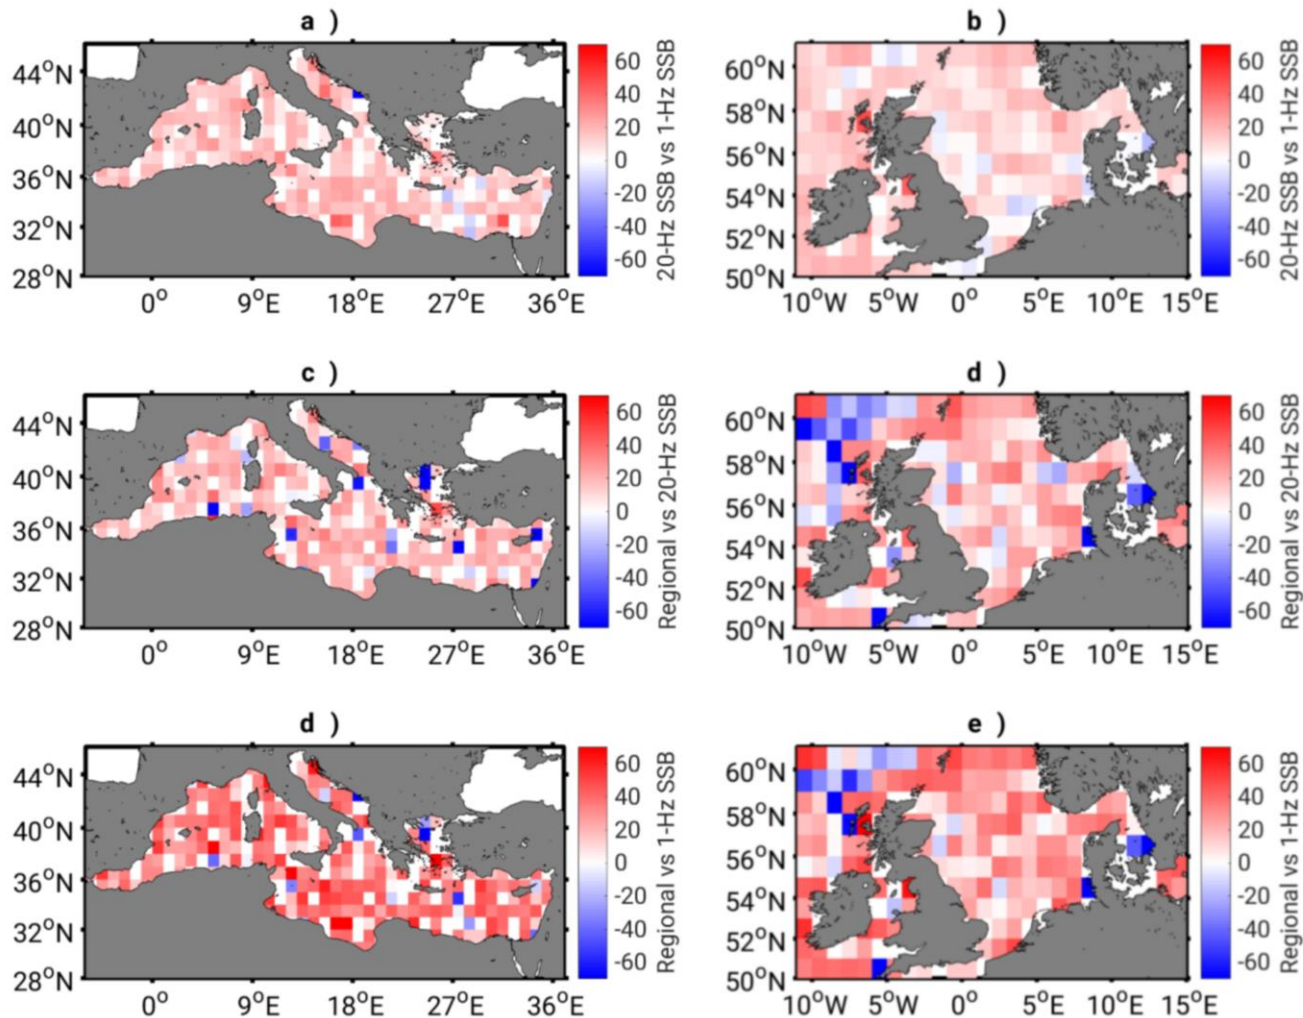 a )
b )
44°N
40°N
36°N
32°N
28°N
0°
9°E
18°E
27°E
36°E
60
40
20
0
-20
-40
-60
20-Hz SSB vs 1-Hz SSB
60°N
58°N
56°N
54°N
52°N
50°N
10°W
5°W
0°
5°E
10°E
15°E
60
40
20
0
-20
-40
-60
20-Hz SSB vs 1-Hz SSB
c )
d )
44°N
40°N
36°N
32°N
28°N
0°
9°E
18°E
27°E
36°E
60
40
20
0
-20
-40
-60
Regional vs 20-Hz SSB
60°N
58°N
56°N
54°N
52°N
50°N
10°W
5°W
0°
5°E
10°E
15°E
60
40
20
0
-20
-40
-60
Regional vs 20-Hz SSB
d )
e )
44°N
40°N
36°N
32°N
28°N
0°
9°E
18°E
27°E
36°E
60
40
20
0
-20
-40
-60
Regional vs 1-Hz SSB
60°N
58°N
56°N
54°N
52°N
50°N
10°W
5°W
0°
5°E
10°E
15°E
60
40
20
0
-20
-40
-60
Regional vs 1-Hz SSB